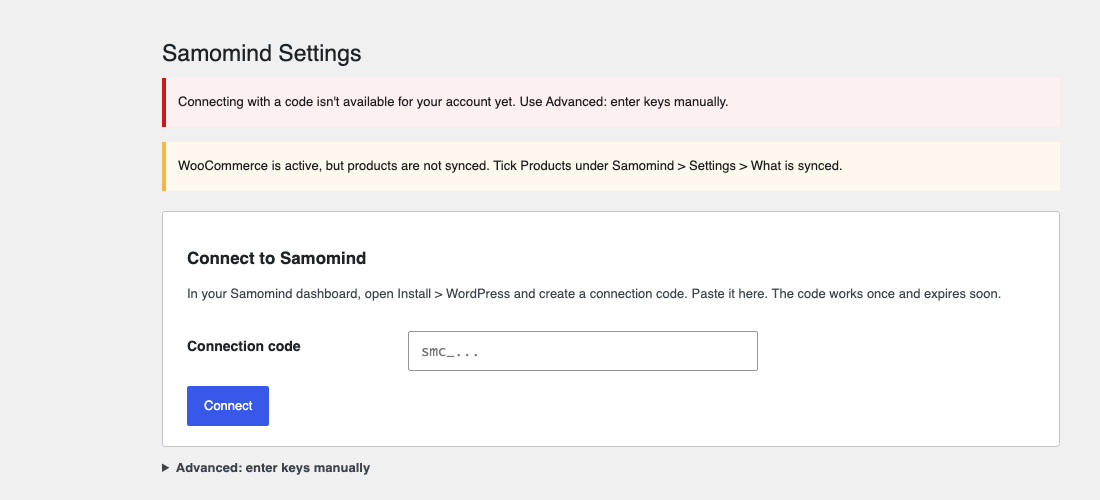 Samomind Settings
Connecting with a code isn't available for your account yet. Use Advanced: enter keys manually.
WooCommerce is active, but products are not synced. Tick Products under Samomind > Settings > What is synced.
Connect to Samomind
In your Samomind dashboard, open Install > WordPress and create a connection code. Paste it here. The code works once and expires soon.
Connection code
smc_...
Connect
Advanced: enter keys manually